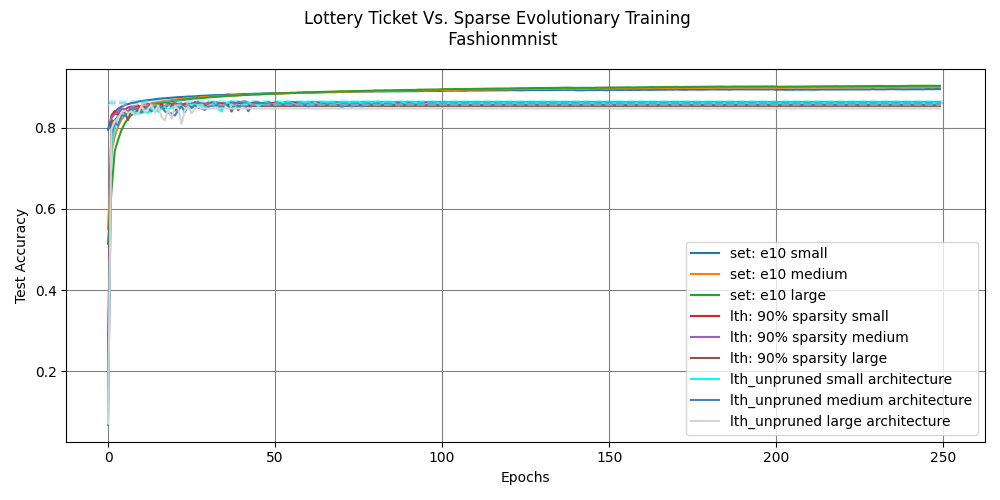 Lottery Ticket Vs. Sparse Evolutionary Training
Fashionmnist
Test Accuracy
0.8
0.6
0.4
0.2
0
50
100
150
200
250
Epochs
set: e10 small
set: e10 medium
set: e10 large
lth: 90% sparsity small
lth: 90% sparsity medium
lth: 90% sparsity large
lth_unpruned small architecture
lth_unpruned medium architecture
lth_unpruned large architecture